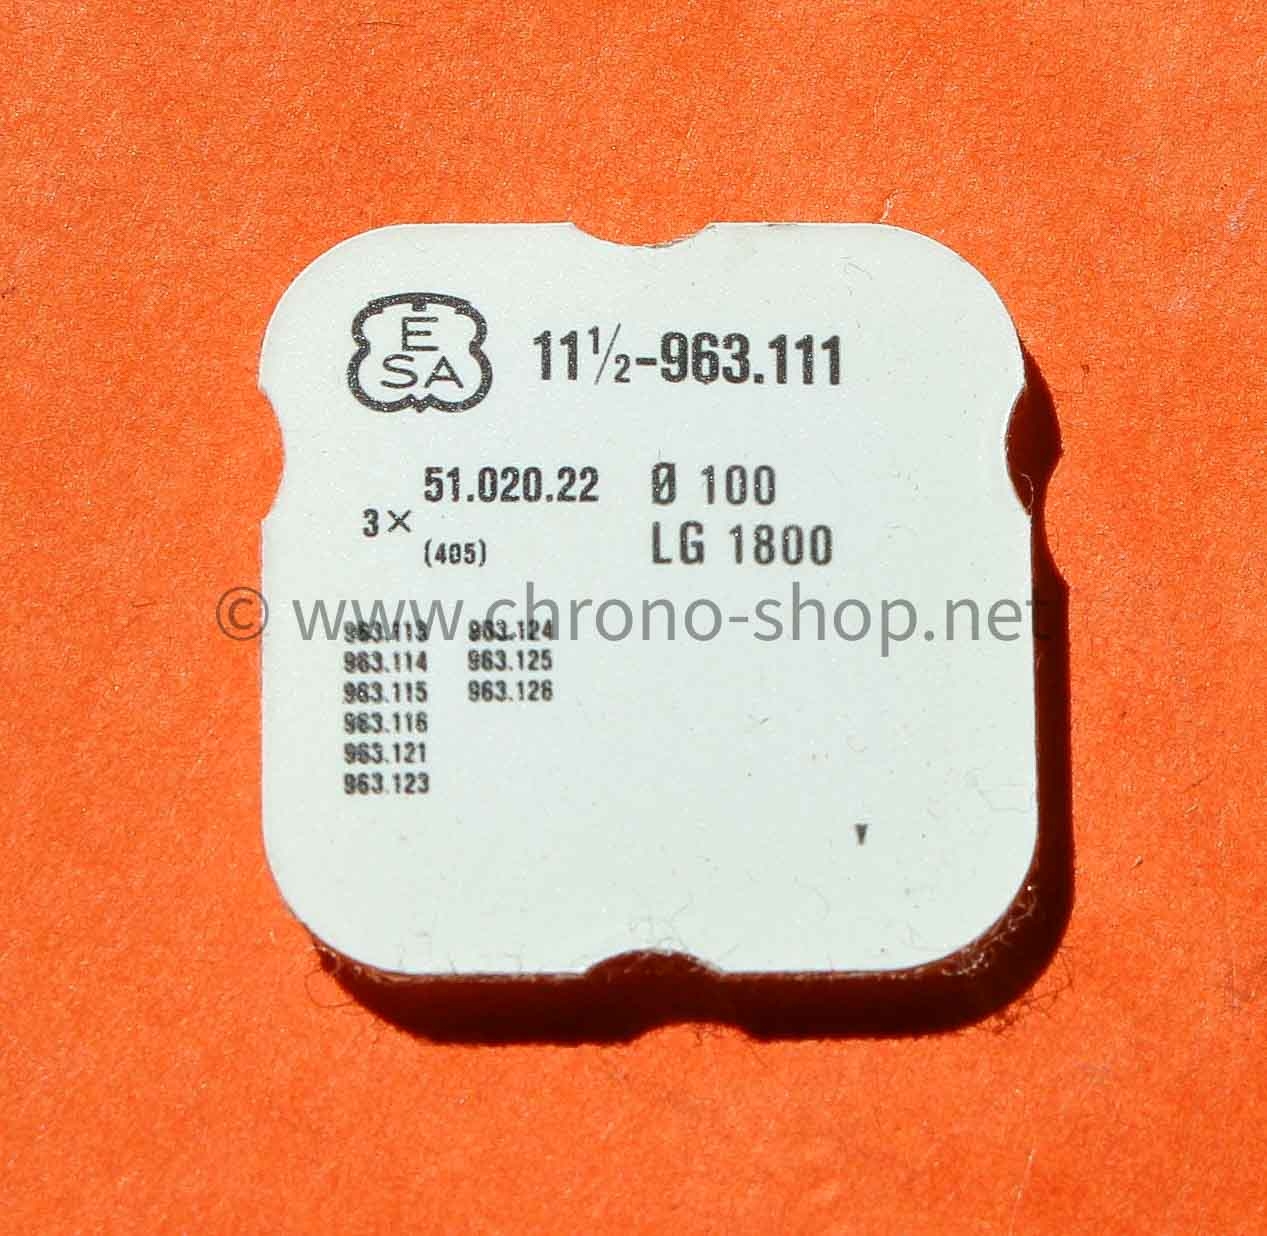 E
SA
11½-963.111
51.020.22 Ø 100
3×
(405) LG 1800
© www.chrono-shop.net
963.113 963.124
963.114 963.125
963.115 963.126
963.116
963.121
963.123